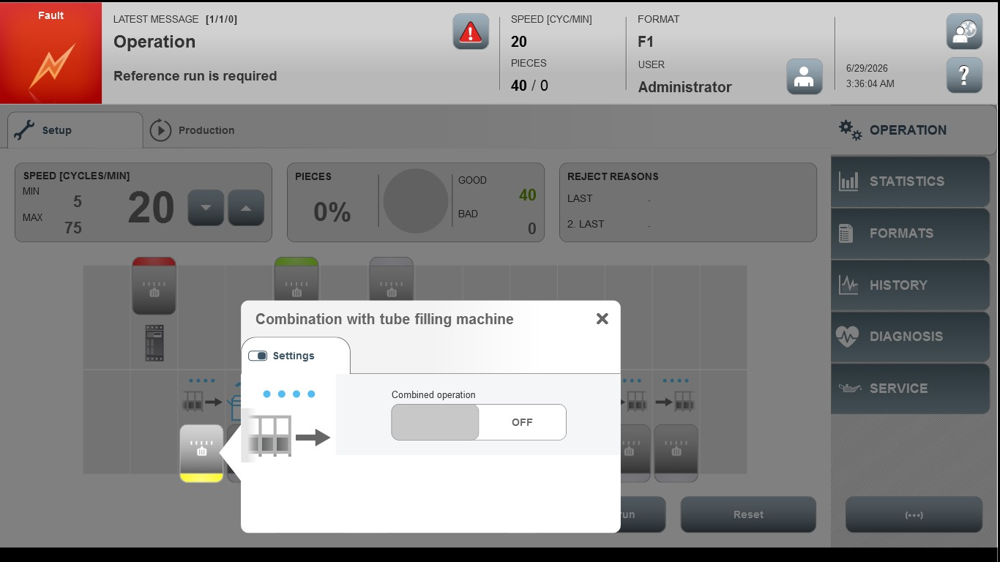 Fault
LATEST MESSAGE [1/1/0]
Operation
Reference run is required
SPEED [CYC/MIN]
20
PIECES
40 / 0
FORMAT
F1
USER
Administrator
6/29/2026
3:36:04 AM
?
Setup
Production
OPERATION
STATISTICS
FORMATS
HISTORY
DIAGNOSIS
SERVICE
SPEED [CYCLES/MIN]
MIN
5
MAX
75
20
PIECES
0%
GOOD
40
BAD
0
REJECT REASONS
LAST .
2. LAST .
Combination with tube filling machine
Settings
Combined operation
OFF
run
Reset
(•••)